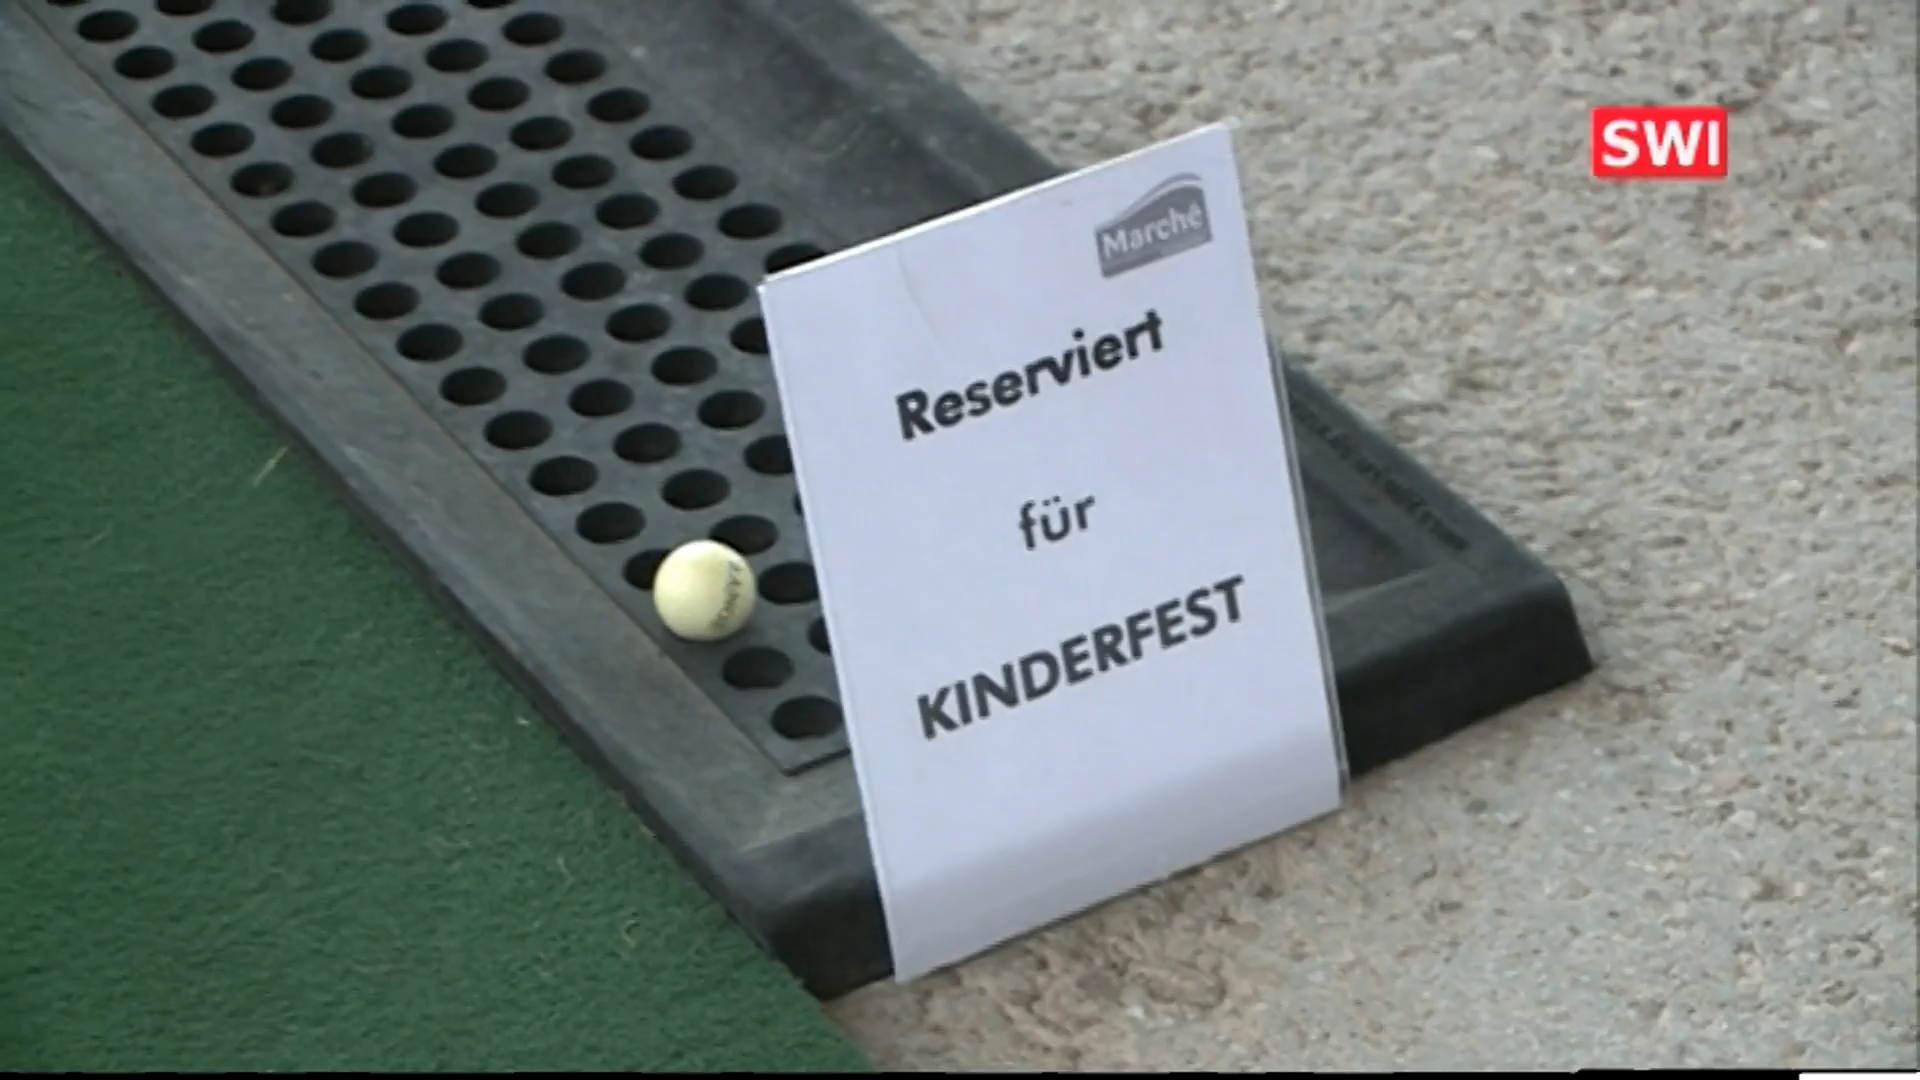 SWI
Marché
Reserviert
für
KINDERFEST